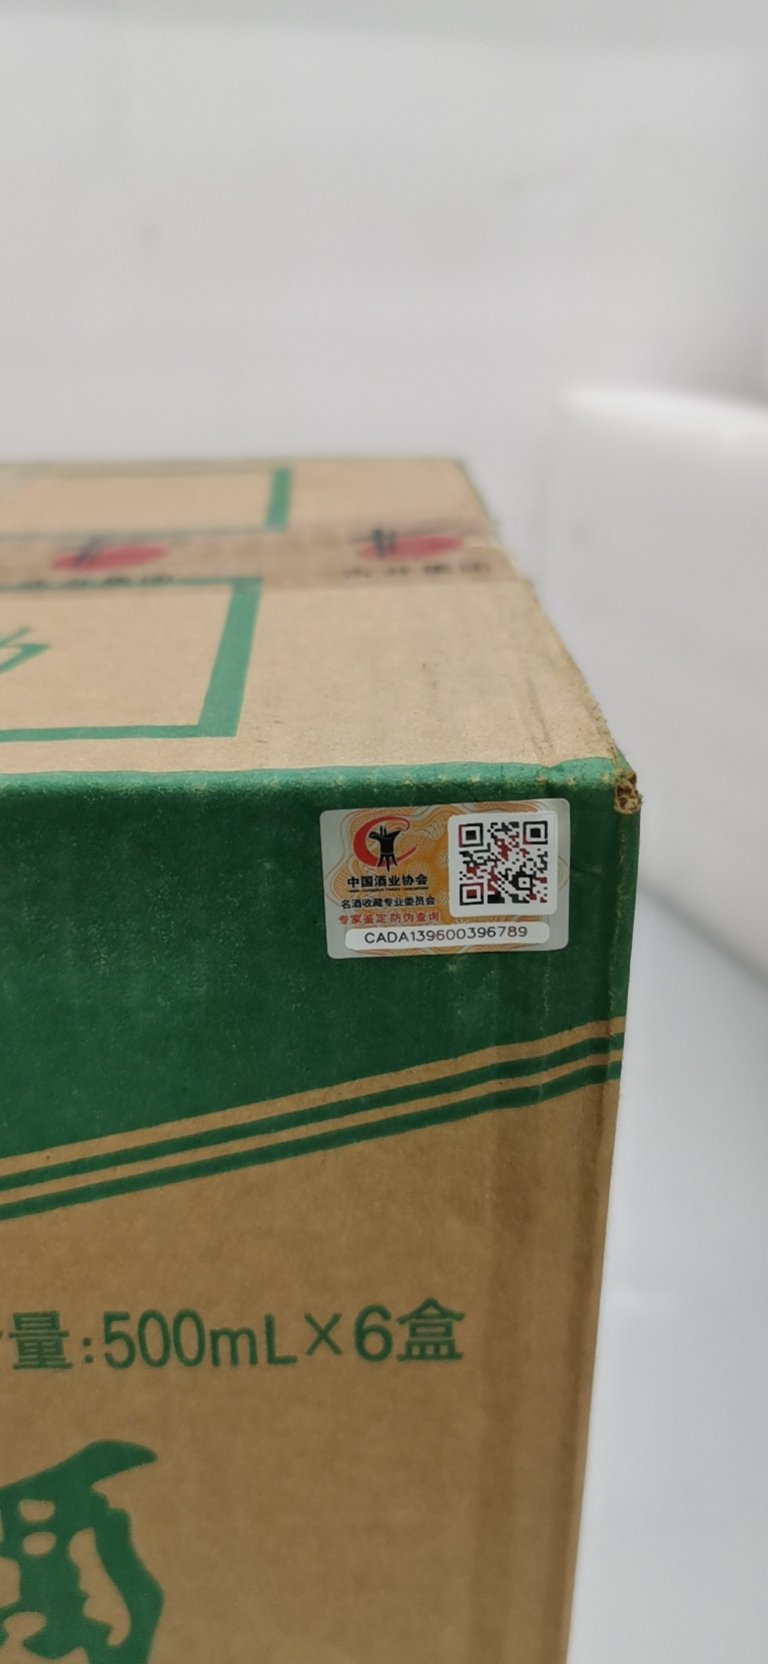 中国酒业协会
名酒收藏专业委员会
专家鉴定 防伪查询
CADA139600396789
量:500mL×6盒